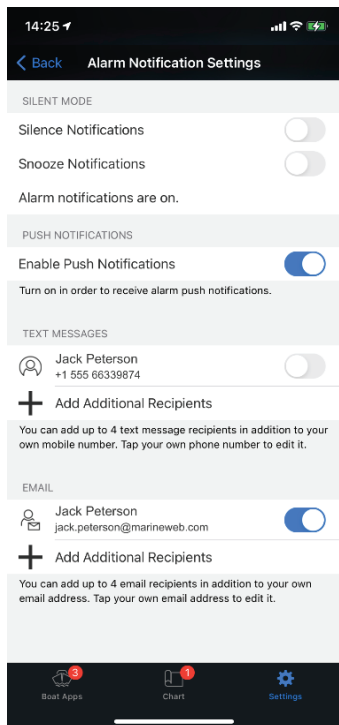 14:25
Back Alarm Notification Settings
SILENT MODE
Silence Notifications
Snooze Notifications
Alarm notifications are on.
PUSH NOTIFICATIONS
Enable Push Notifications
Turn on in order to receive alarm push notifications.
TEXT MESSAGES
Jack Peterson
+1 555 66339874
Add Additional Recipients
You can add up to 4 text message recipients in addition to your
own mobile number. Tap your own phone number to edit it.
EMAIL
Jack Peterson
jack.peterson@marineweb.com
Add Additional Recipients
You can add up to 4 email recipients in addition to your own
email address. Tap your own email address to edit it.
3 1
Boat Apps Chart Settings